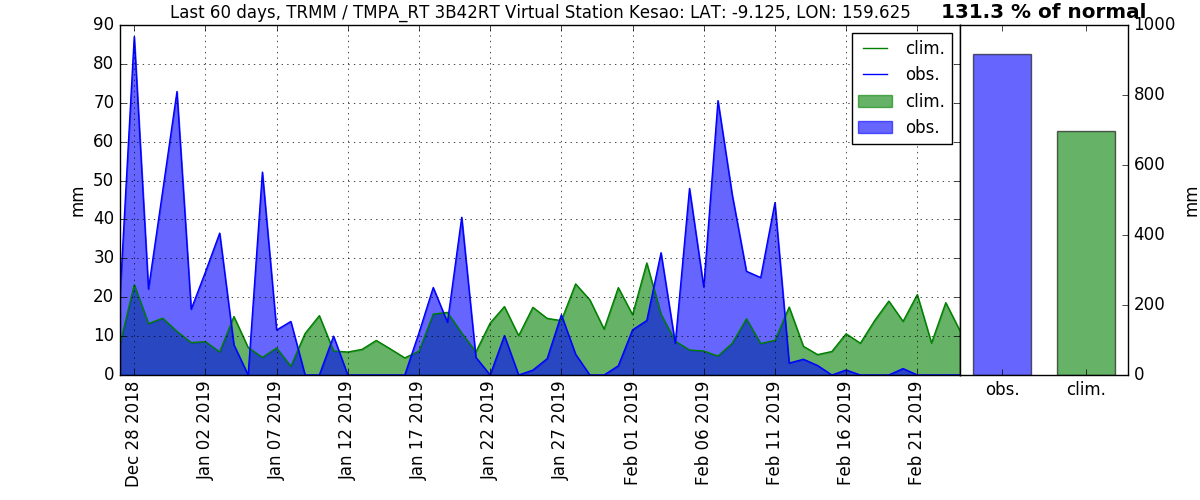 Last 60 days, TRMM / TMPA_RT 3B42RT Virtual Station Kesao: LAT: -9.125, LON: 159.625
131.3 % of normal
90
80
70
60
50
40
30
20
10
0
mm
clim.
obs.
clim.
obs.
Dec 28 2018
Jan 02 2019
Jan 07 2019
Jan 12 2019
Jan 17 2019
Jan 22 2019
Jan 27 2019
Feb 01 2019
Feb 06 2019
Feb 11 2019
Feb 16 2019
Feb 21 2019
1000
800
600
400
200
0
mm
obs.
clim.